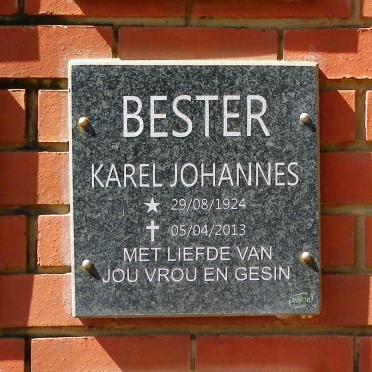 BESTER
KAREL JOHANNES
★ 29/08/1924
✝ 05/04/2013
MET LIEFDE VAN
JOU VROU EN GESIN